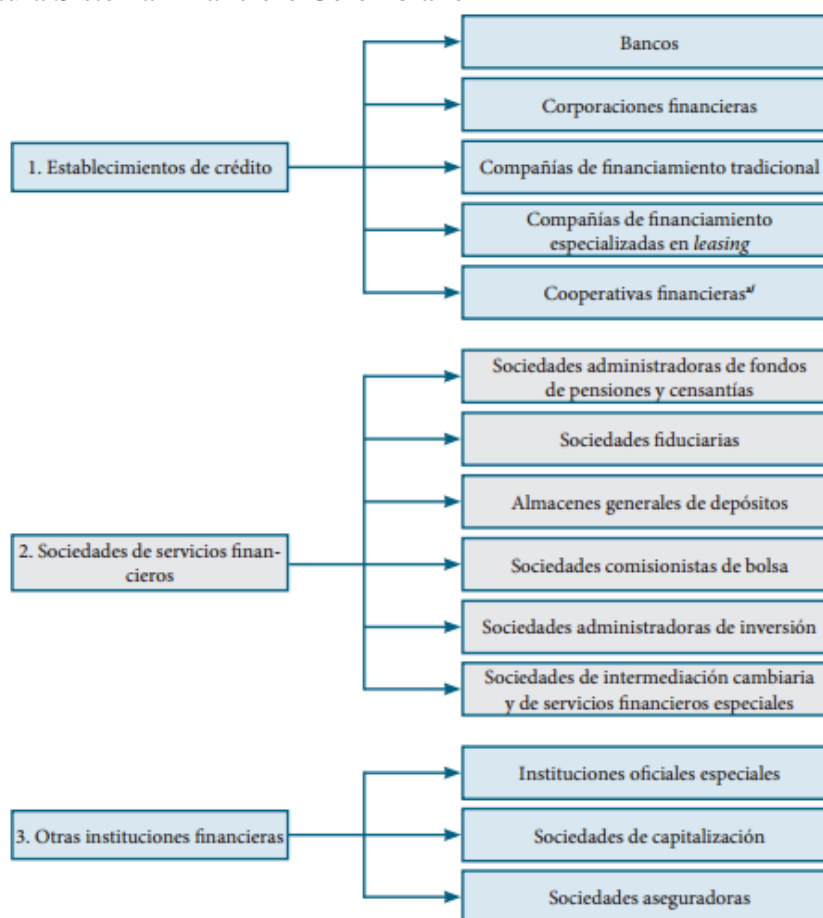 1. Establecimientos de crédito
Bancos
Corporaciones financieras
Compañías de financiamiento tradicional
Compañías de financiamiento
especializadas en leasing
Cooperativas financierasa/
2. Sociedades de servicios finan-
cieros
Sociedades administradoras de fondos
de pensiones y censantías
Sociedades fiduciarias
Almacenes generales de depósitos
Sociedades comisionistas de bolsa
Sociedades administradoras de inversión
Sociedades de intermediación cambiaria
y de servicios financieros especiales
3. Otras instituciones financieras
Instituciones oficiales especiales
Sociedades de capitalización
Sociedades aseguradoras